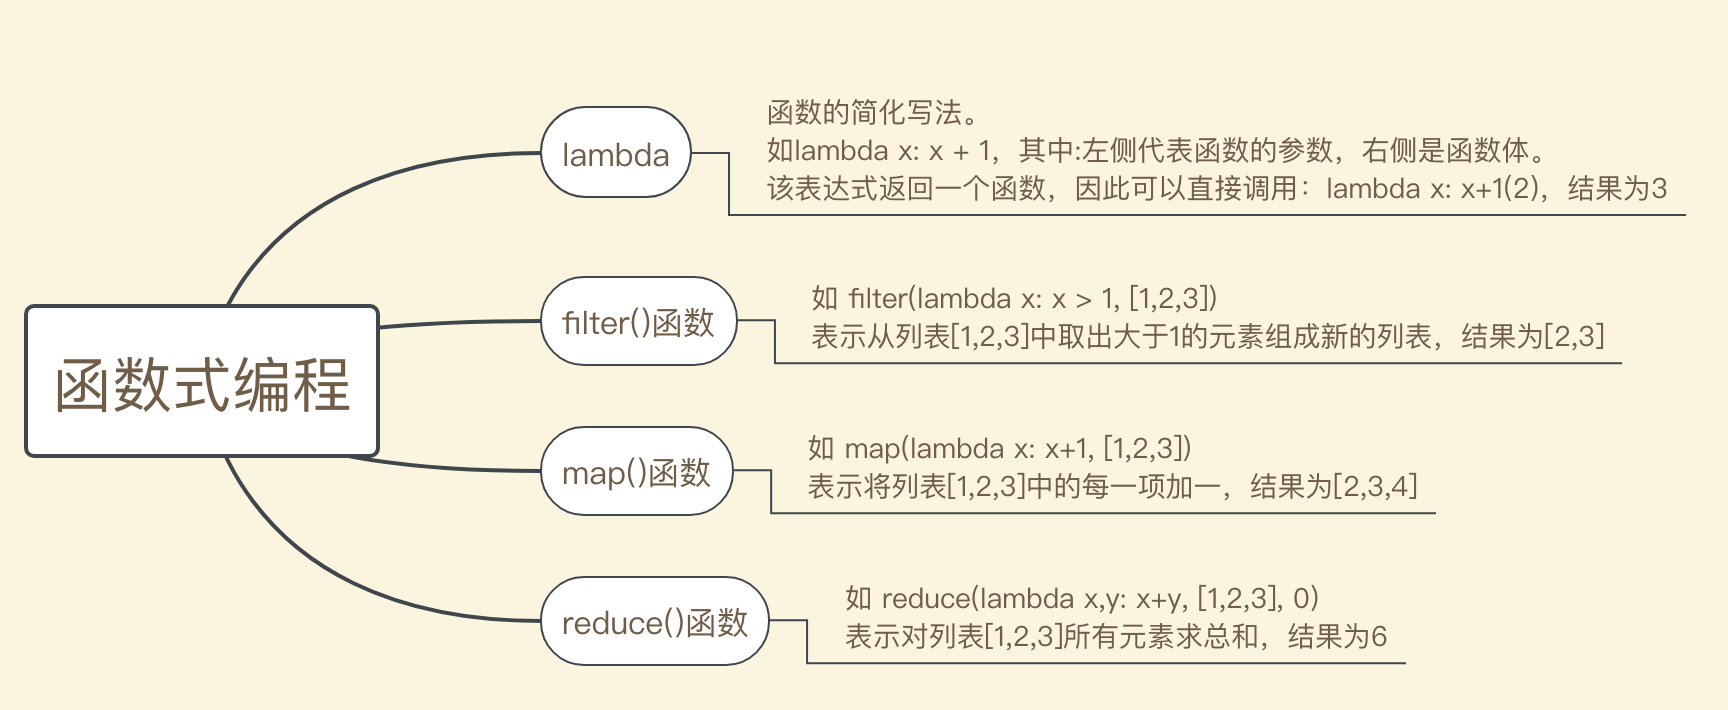 函数式编程
lambda
函数的简化写法。
如lambda x: x + 1，其中:左侧代表函数的参数，右侧是函数体。
该表达式返回一个函数，因此可以直接调用：lambda x: x+1(2)，结果为3
filter()函数
如 filter(lambda x: x > 1, [1,2,3])
表示从列表[1,2,3]中取出大于1的元素组成新的列表，结果为[2,3]
map()函数
如 map(lambda x: x+1, [1,2,3])
表示将列表[1,2,3]中的每一项加一，结果为[2,3,4]
reduce()函数
如 reduce(lambda x,y: x+y, [1,2,3], 0)
表示对列表[1,2,3]所有元素求总和，结果为6